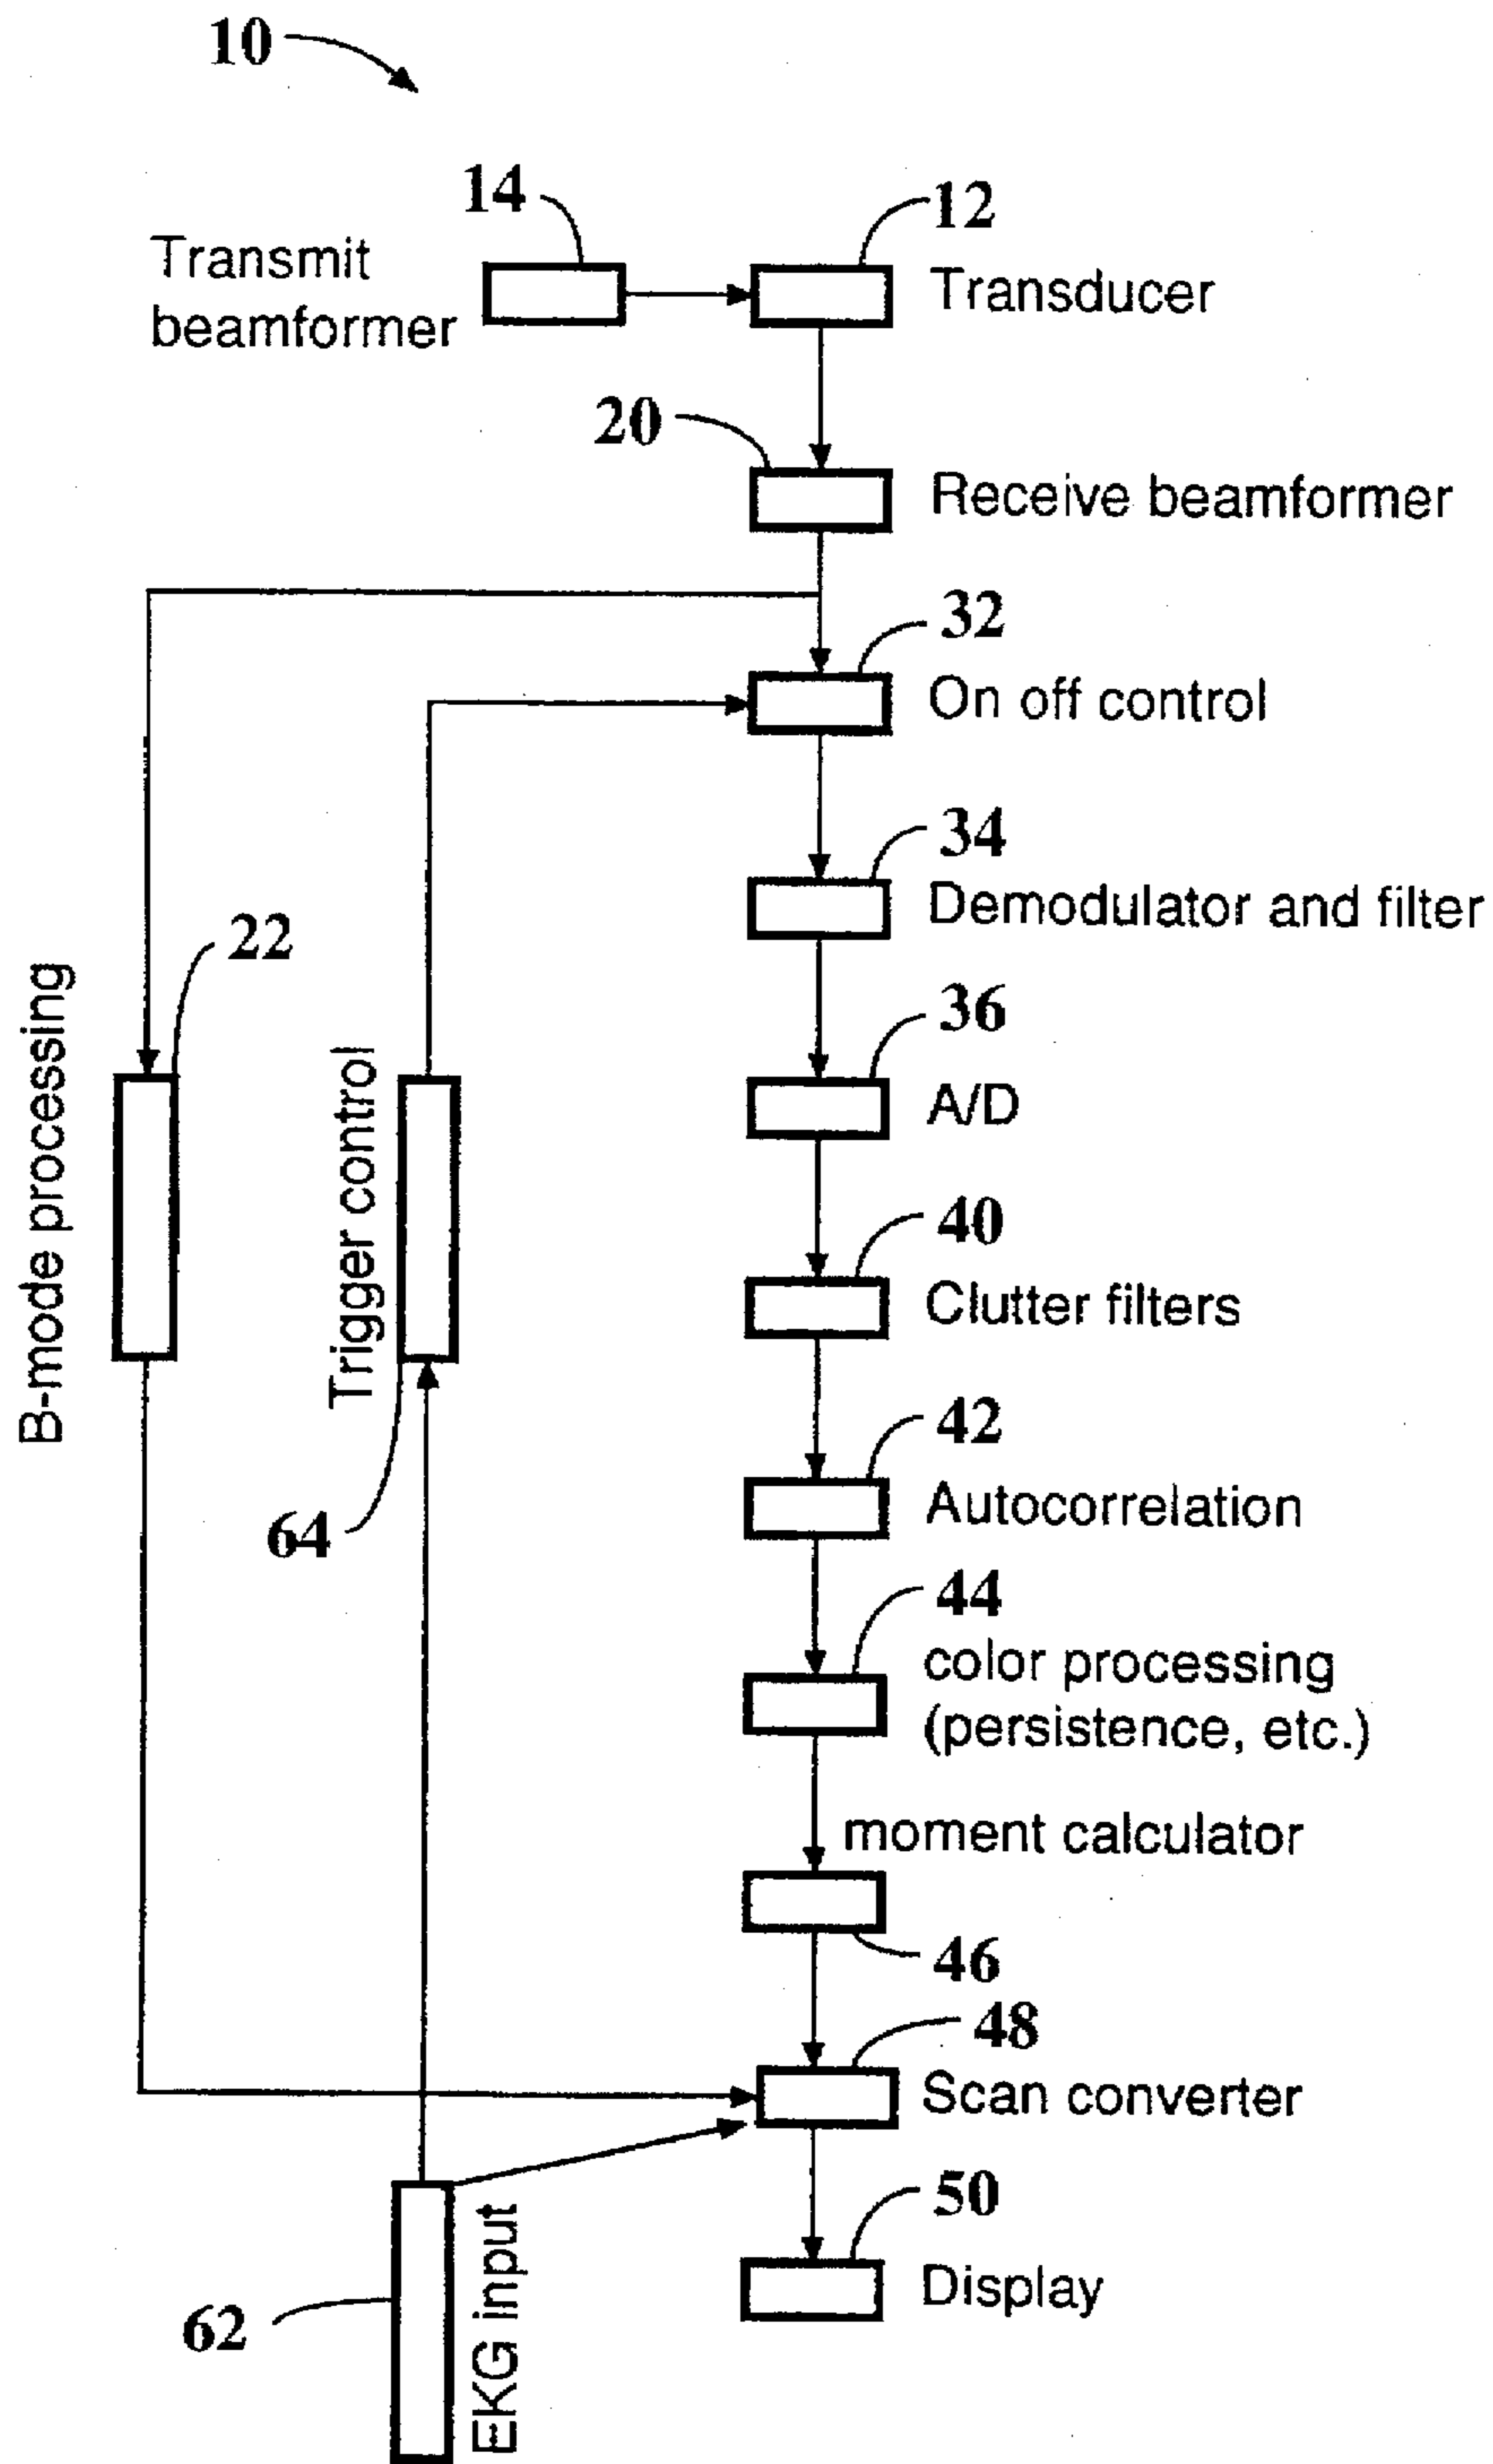 10
14
12
Transmit
beamformer
Transducer
20
Receive beamformer
32
On off control
34
Demodulator and filter
22
B-mode processing
36
Trigger control
A/D
40
Clutter filters
42
Autocorrelation
64
44
color processing
(persistence, etc.)
moment calculator
46
48
Scan converter
50
Display
62
EKG input